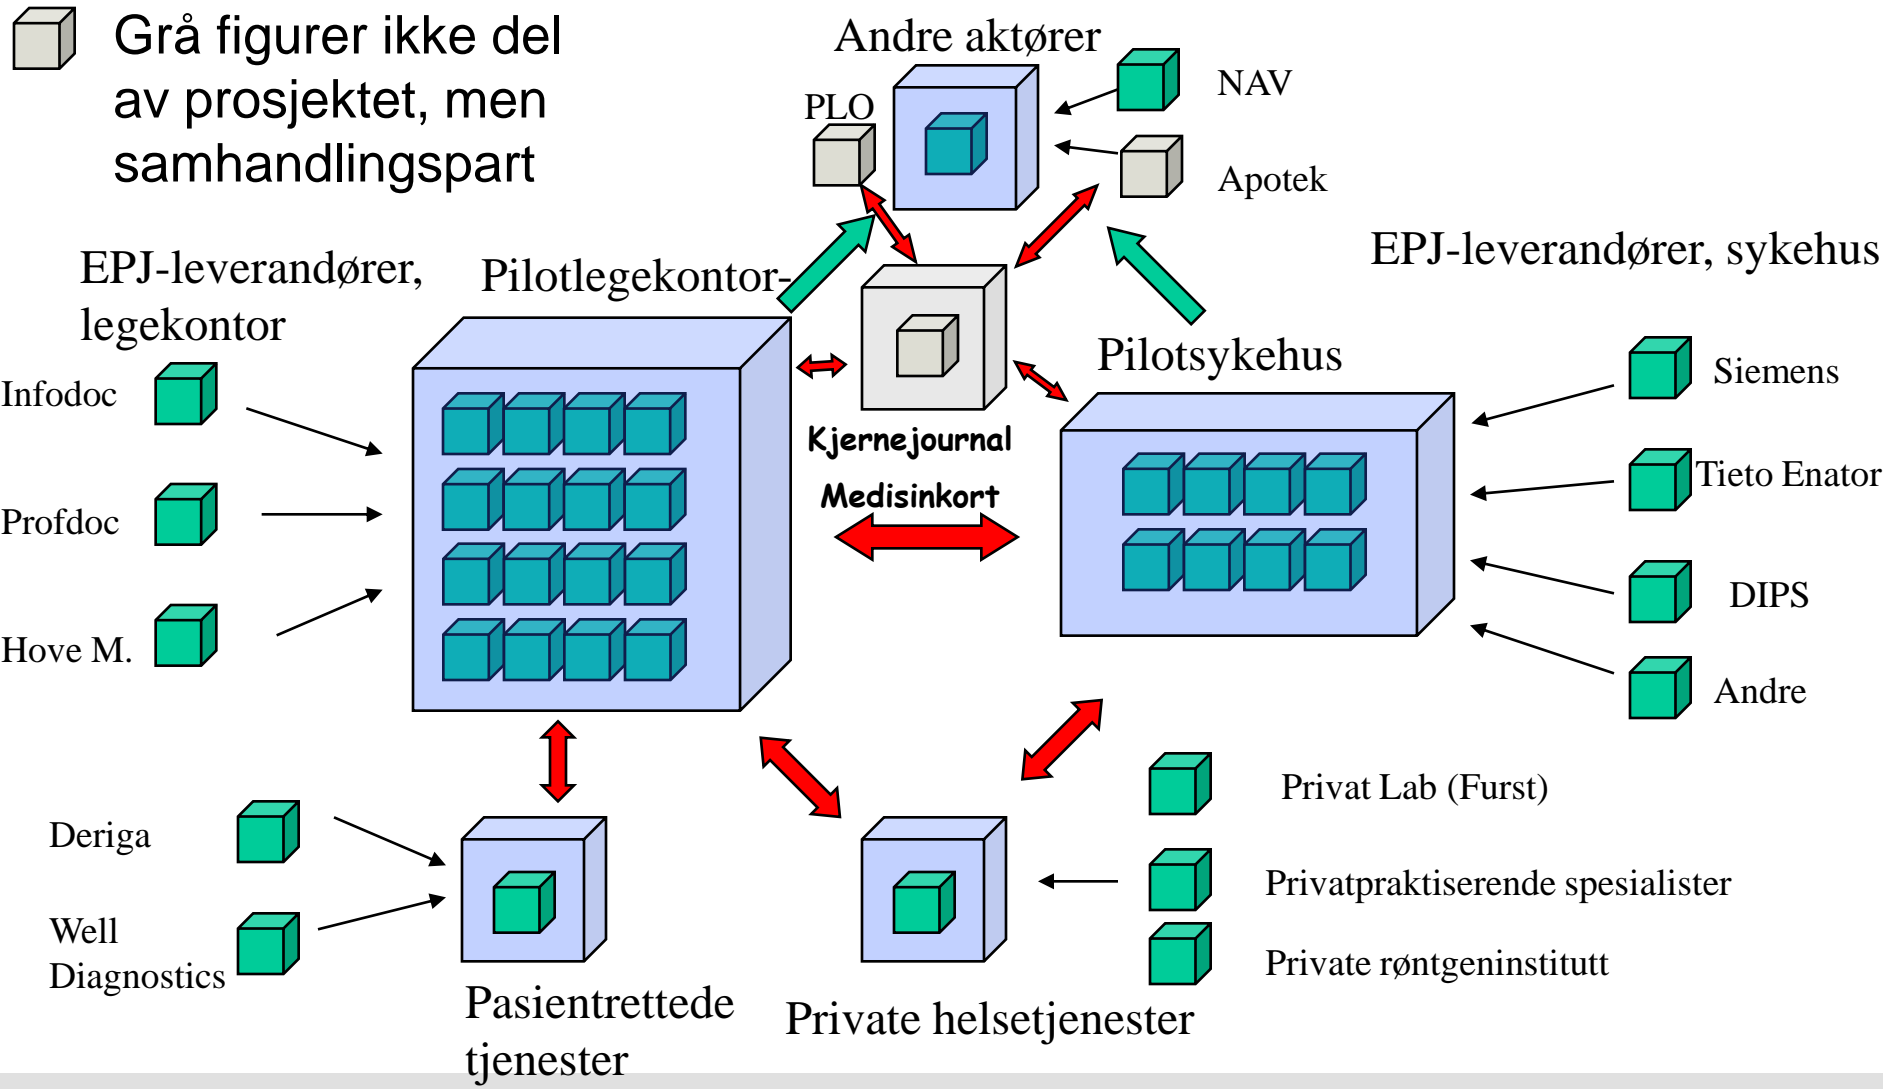 Grå figurer ikke del
av prosjektet, men
samhandlingspart
Andre aktører
PLO
NAV
Apotek
EPJ-leverandører,
legekontor
Pilotlegekontor-
EPJ-leverandører, sykehus
Pilotsykehus
Infodoc
Profdoc
Hove M.
Kjernejournal
Medisinkort
Siemens
Tieto Enator
DIPS
Andre
Deriga
Well
Diagnostics
Pasientrettede
tjenester
Private helsetjenester
Privat Lab (Furst)
Privatpraktiserende spesialister
Private røntgeninstitutt